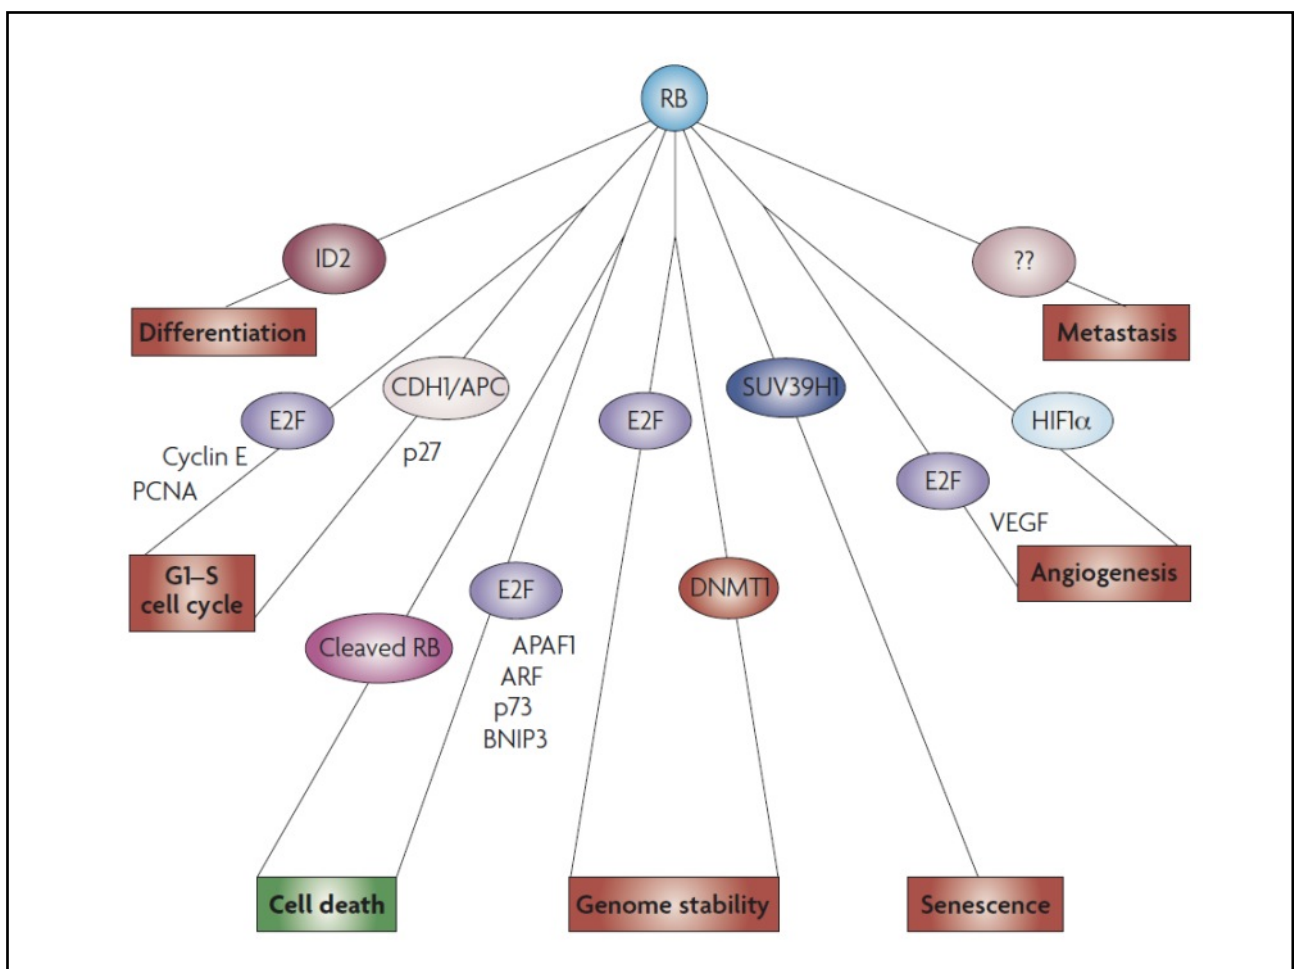 RB
ID2
??
Differentiation
Metastasis
CDH1/APC
SUV39H1
E2F
E2F
HIF1α
Cyclin E
p27
PCNA
E2F
VEGF
G1–S
cell cycle
Angiogenesis
E2F
DNMT1
Cleaved RB
APAF1
ARF
p73
BNIP3
Cell death
Genome stability
Senescence